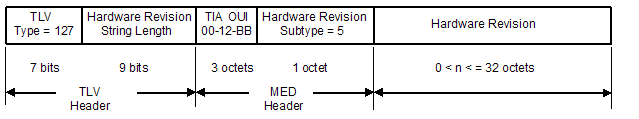 TLV
Type = 127
Hardware Revision
String Length
TIA OUI
00-12-BB
Hardware Revision
Subtype = 5
Hardware Revision
7 bits
9 bits
3 octets
1 octet
0 < n < = 32 octets
TLV
Header
MED
Header